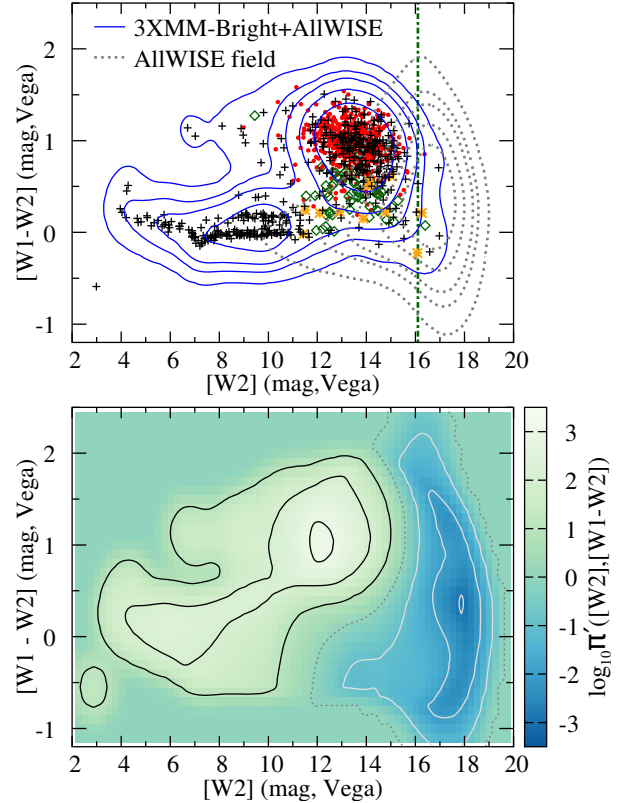 3XMM-Bright+AllWISE
AllWISE field
2
1
0
-1
[W1-W2] (mag,Vega)
2 4 6 8 10 12 14 16 18 20
[W2] (mag,Vega)
2
1
0
-1
[W1 - W2] (mag, Vega)
2 4 6 8 10 12 14 16 18 20
[W2] (mag, Vega)
3
2
1
0
-1
-2
-3
log₁₀Π′([W2],[W1-W2])